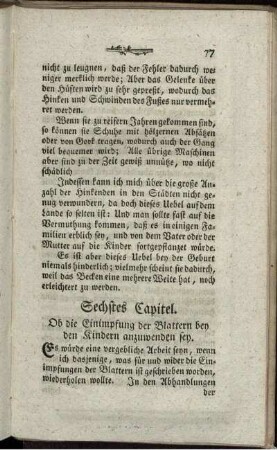 77
nicht zu leugnen, daß der Fehler dadurch we-
niger merklich werde; Aber das Gelenke über
den Hüften wird zu sehr gepreßt, wodurch das
Hinken und Schwinden des Fußes nur vermeh-
ret werden.
Wenn sie zu reifern Jahren gekommen sind,
so können sie Schuhe mit hölzernen Absätzen
oder von Gork tragen, wodurch auch der Gang
viel bequemer wird; Alle übrige Maschinen
aber sind zu der Zeit gewiß unnütze, wo nicht
schädlich
Indessen kann ich mich über die große An-
zahl der Hinkenden in den Städten nicht ge-
nug verwundern, da doch dieses Uebel auf dem
Lande so selten ist: Und man sollte fast auf die
Vermuthung kommen, daß es in einigen Fami-
lien erblich sey, und von dem Vater oder der
Mutter auf die Kinder fortgepflanzt würde.
Es ist aber dieses Uebel bey der Geburt
niemals hinderlich; vielmehr scheint sie dadurch,
weil das Becken eine mehrere Weite hat, noch
erleichtert zu werden.
Sechstes Capitel.
Ob die Einimpfung der Blattern bey
den Kindern anzuwenden sey.
Es würde eine vergebliche Arbeit seyn, wenn
ich dasjenige, was für und wider die Ein-
impfungen der Blattern ist geschrieben worden,
wiederholen wollte. In den Abhandlungen
der